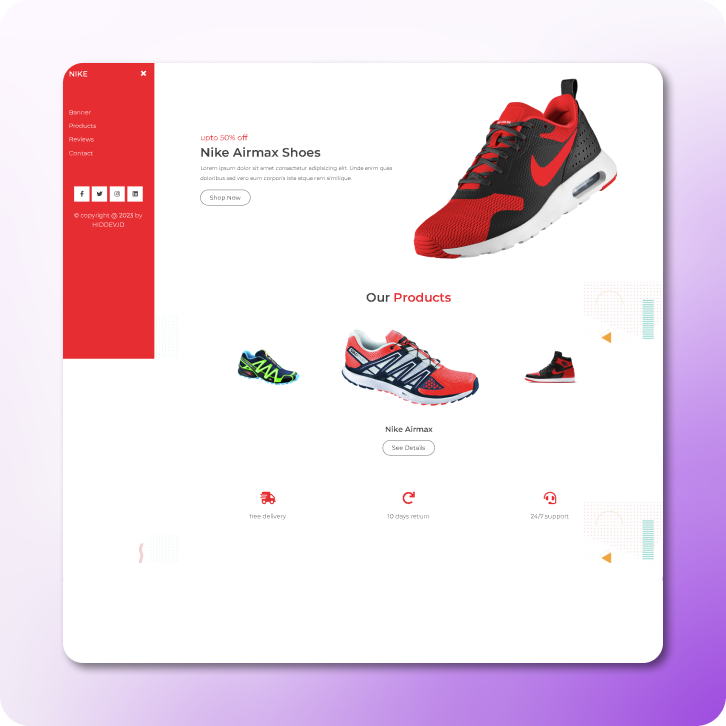 NIKE
Banner
Products
Reviews
Contact
© copyright @ 2023 by
HIODEV.ID
upto 50% off
Nike Airmax Shoes
Lorem ipsum dolor sit amet consectetur adipisicing elit. Unde enim quas
doloribus sed vero eum corporis iste atque rem similique.
Shop Now
Our Products
Nike Airmax
See Details
free delivery
10 days return
24/7 support